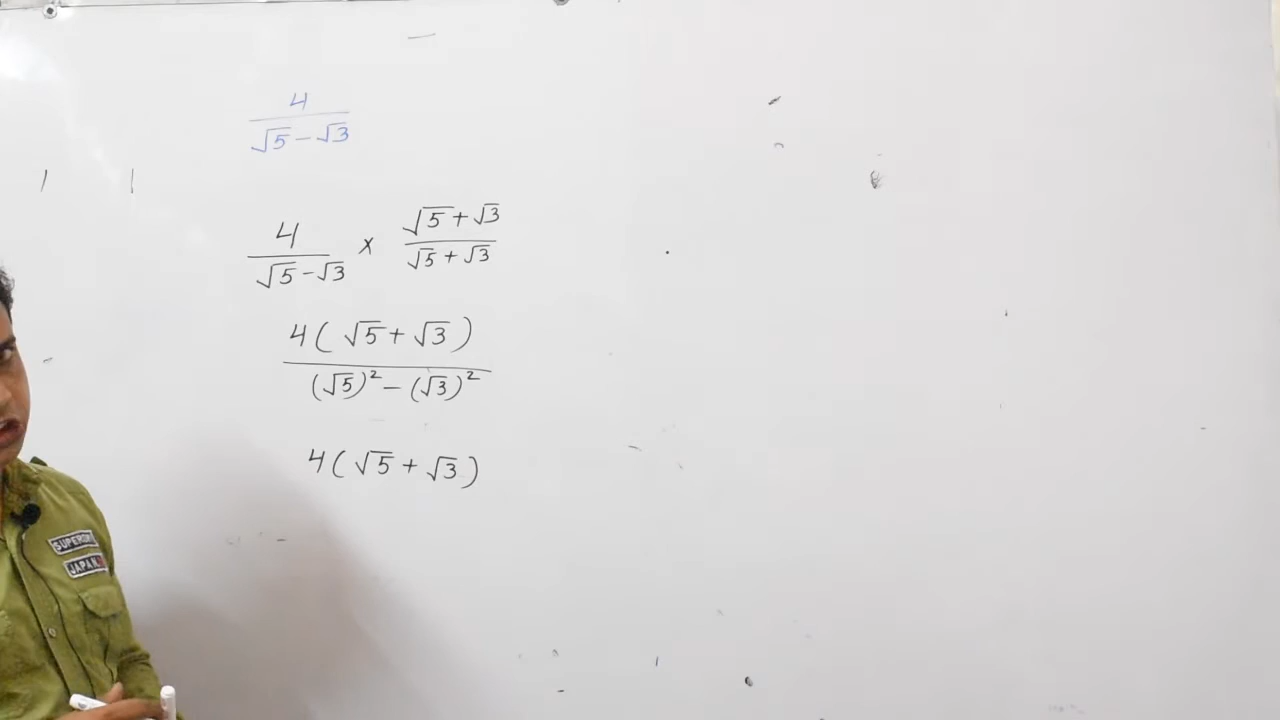 4
√5 − √3
4 × √5 + √3
√5 − √3 √5 + √3
4 ( √5 + √3 )
(√5)² − (√3)²
4 ( √5 + √3 )
SUPERIOR
JAPAN